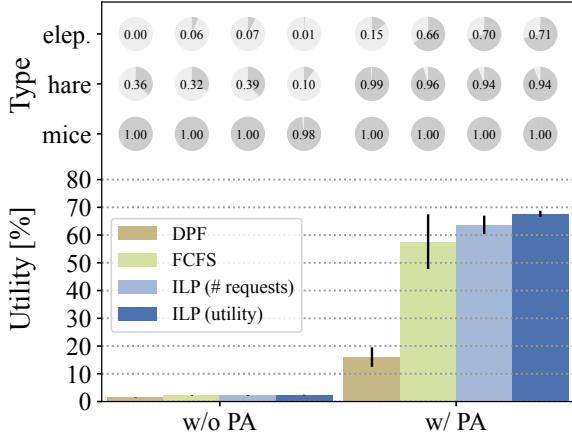 elep. 0.00 0.06 0.07 0.01 0.15 0.66 0.70 0.71
Type
hare 0.36 0.32 0.39 0.10 0.99 0.96 0.94 0.94
mice 1.00 1.00 1.00 0.98 1.00 1.00 1.00 1.00
Utility [%]
80
70
60
50
40
30
20
10
0
DPF
FCFS
ILP (# requests)
ILP (utility)
w/o PA w/ PA